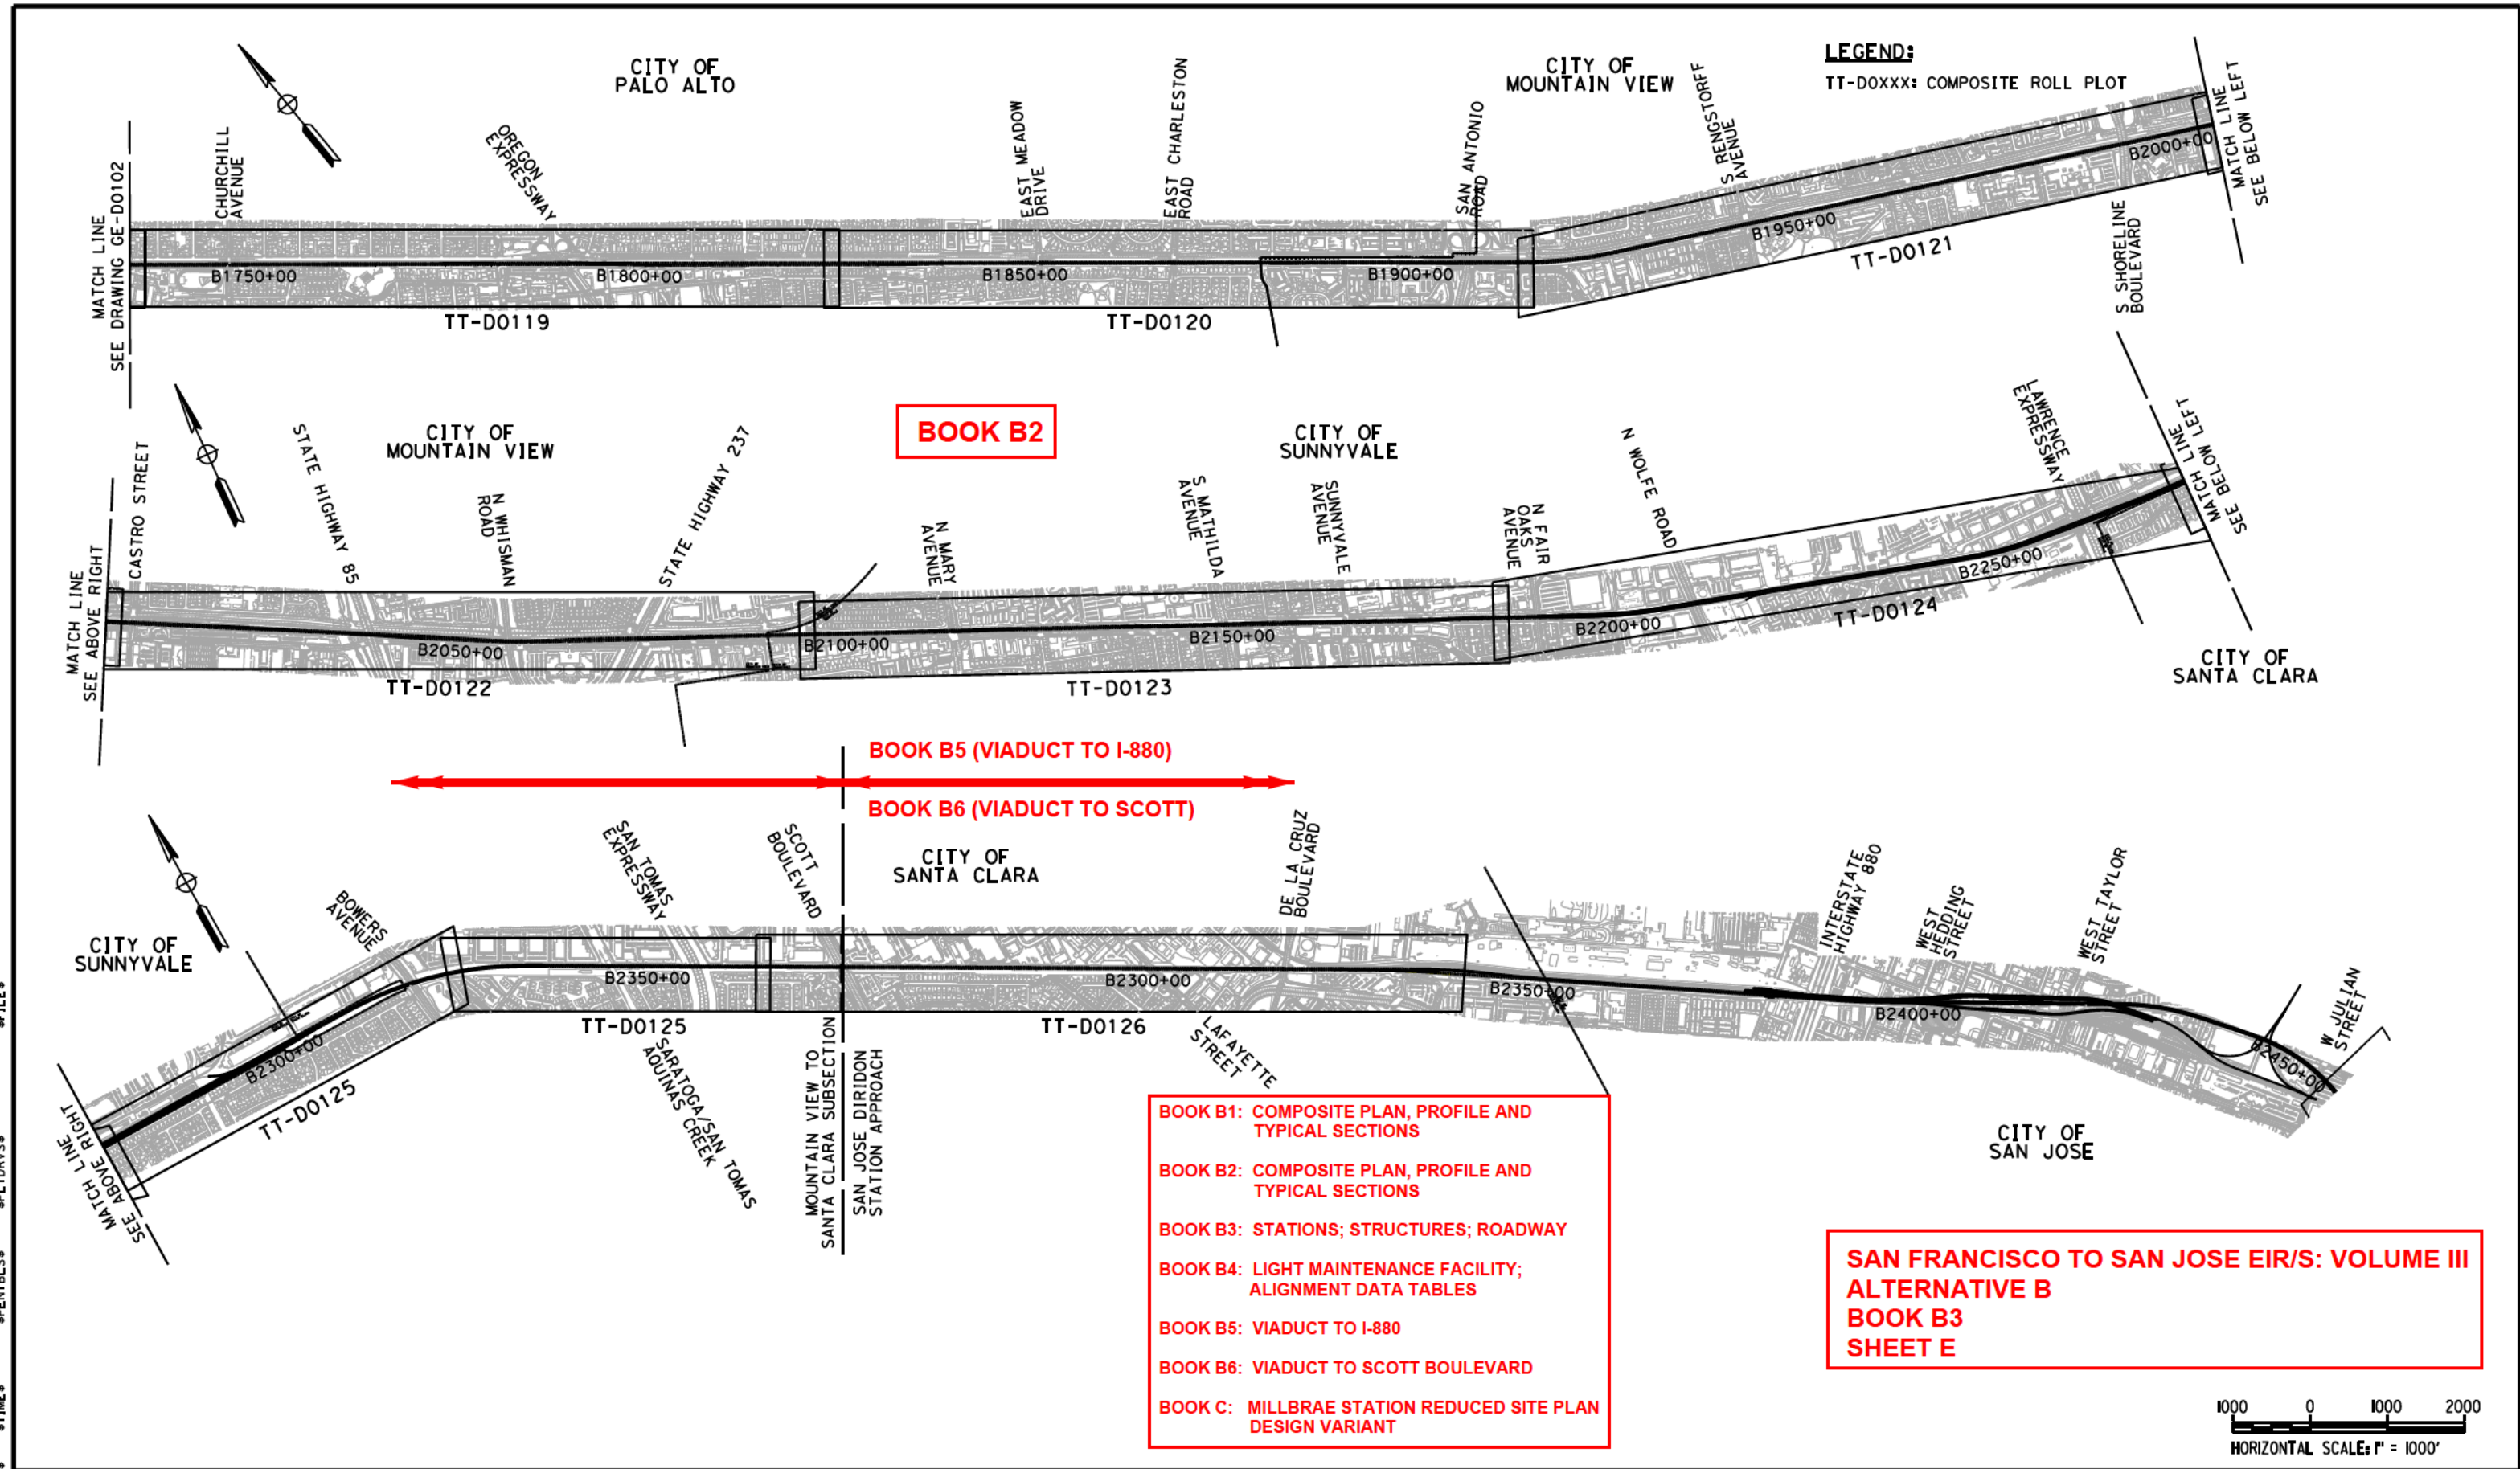 LEGEND:
TT-D0XXX: COMPOSITE ROLL PLOT
CITY OF
PALO ALTO
CITY OF
MOUNTAIN VIEW
MATCH LINE
SEE DRAWING GE-D0102
CHURCHILL
AVENUE
OREGON
EXPRESSWAY
EAST MEADOW
DRIVE
EAST CHARLESTON
ROAD
SAN ANTONIO
ROAD
S RENGSTORFF
AVENUE
MATCH LINE
SEE BELOW LEFT
B1750+00
B1800+00
B1850+00
B1900+00
B1950+00
B2000+00
TT-D0119
TT-D0120
TT-D0121
S SHORELINE
BOULEVARD
BOOK B2
CITY OF
MOUNTAIN VIEW
CITY OF
SUNNYVALE
MATCH LINE
SEE ABOVE RIGHT
CASTRO STREET
STATE HIGHWAY 85
N WHISMAN
ROAD
STATE HIGHWAY 237
N MARY
AVENUE
S MATHILDA
AVENUE
SUNNYVALE
AVENUE
N FAIR
OAKS
AVENUE
N WOLFE ROAD
LAWRENCE
EXPRESSWAY
MATCH LINE
SEE BELOW LEFT
B2050+00
B2100+00
B2150+00
B2200+00
B2250+00
TT-D0122
TT-D0123
TT-D0124
CITY OF
SANTA CLARA
BOOK B5 (VIADUCT TO I-880)
BOOK B6 (VIADUCT TO SCOTT)
CITY OF
SUNNYVALE
CITY OF
SANTA CLARA
BOWERS
AVENUE
SAN TOMAS
EXPRESSWAY
SCOTT
BOULEVARD
DE LA CRUZ
BOULEVARD
INTERSTATE
HIGHWAY 880
WEST
HEDDING
STREET
WEST TAYLOR
STREET
W JULIAN
STREET
B2300+00
B2350+00
B2300+00
B2350+00
B2400+00
B2450+00
TT-D0125
TT-D0125
TT-D0126
MATCH LINE
SEE ABOVE RIGHT
SARATOGA/SAN TOMAS
AQUINAS CREEK
MOUNTAIN VIEW TO
SANTA CLARA SUBSECTION
SAN JOSE DIRIDON
STATION APPROACH
LAFAYETTE
STREET
CITY OF
SAN JOSE
BOOK B1: COMPOSITE PLAN, PROFILE AND
TYPICAL SECTIONS
BOOK B2: COMPOSITE PLAN, PROFILE AND
TYPICAL SECTIONS
BOOK B3: STATIONS; STRUCTURES; ROADWAY
BOOK B4: LIGHT MAINTENANCE FACILITY;
ALIGNMENT DATA TABLES
BOOK B5: VIADUCT TO I-880
BOOK B6: VIADUCT TO SCOTT BOULEVARD
BOOK C: MILLBRAE STATION REDUCED SITE PLAN
DESIGN VARIANT
SAN FRANCISCO TO SAN JOSE EIR/S: VOLUME III
ALTERNATIVE B
BOOK B3
SHEET E
1000 0 1000 2000
HORIZONTAL SCALE: 1" = 1000'